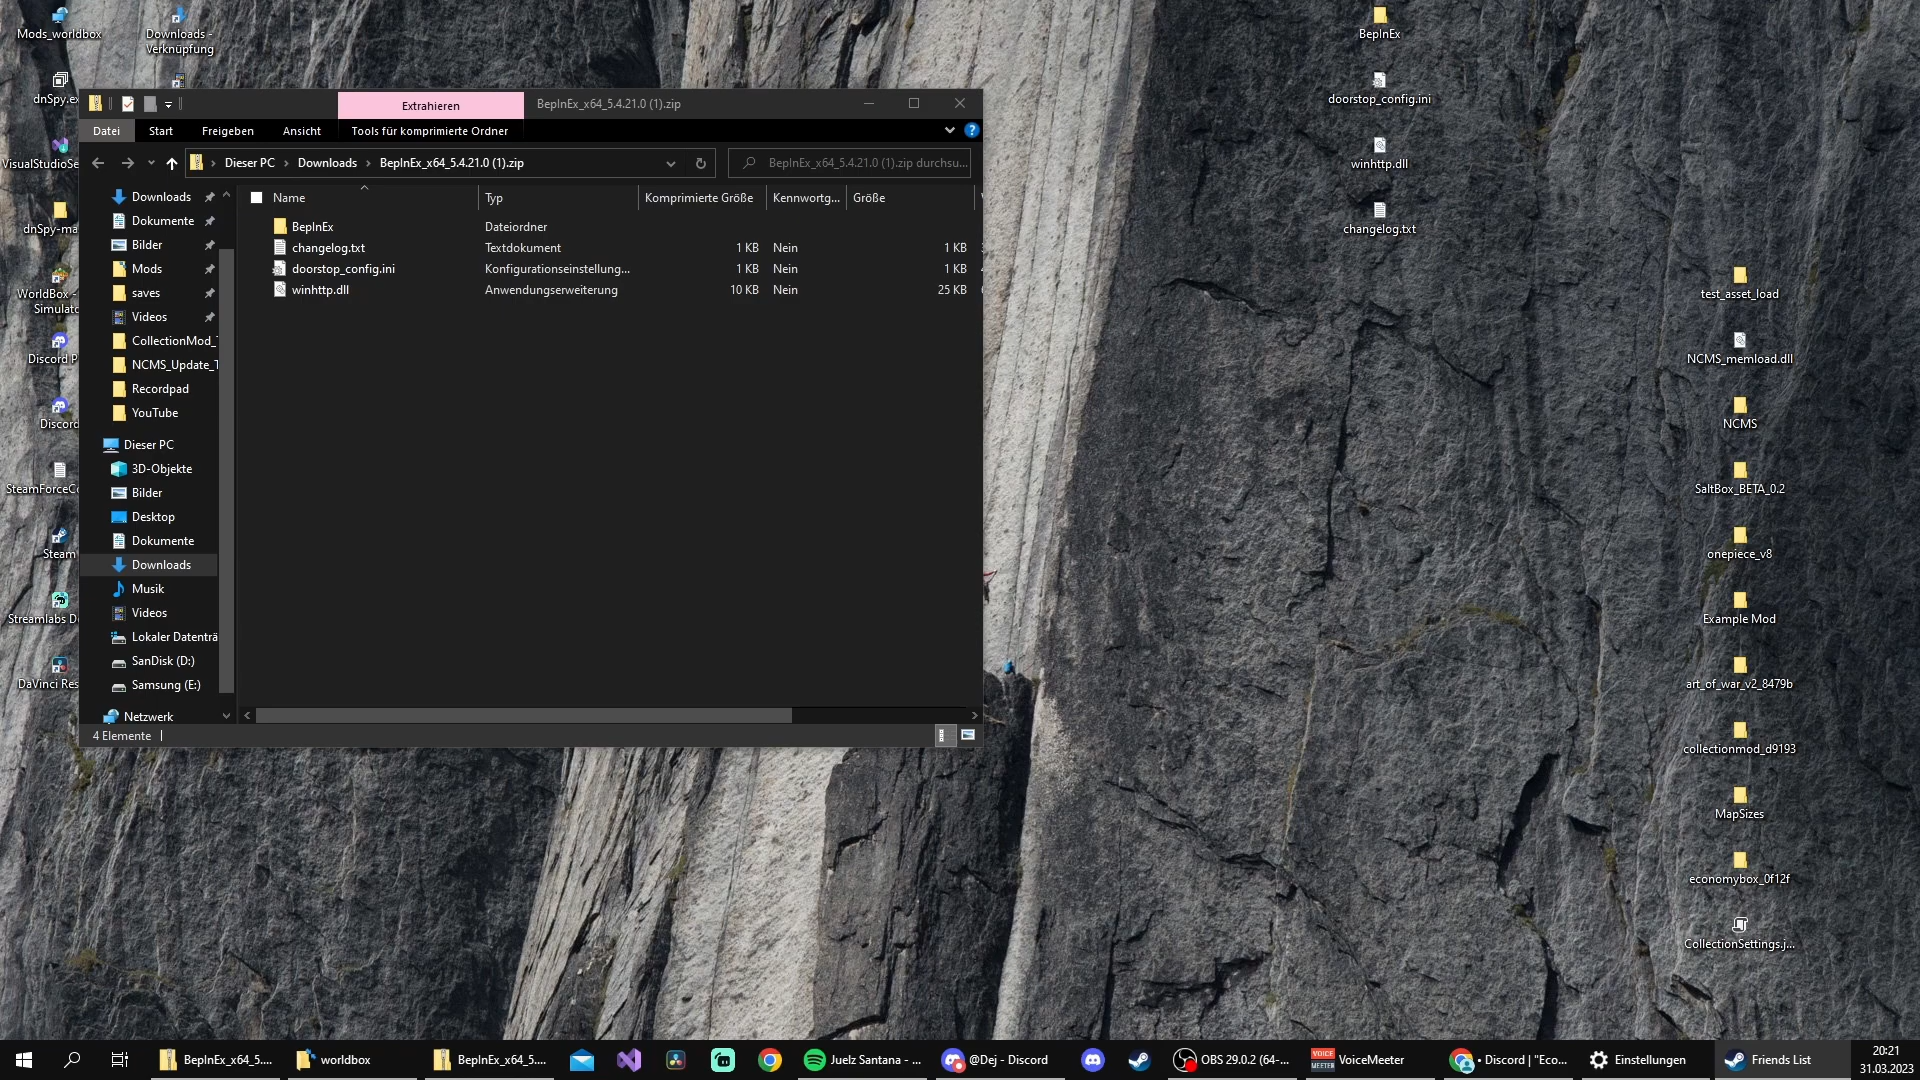 Mods_worldbox
Downloads -
Verknüpfung
dnSpy.ex
VisualStudioSe
dnSpy-ma
WorldBox -
Simulato
Discord P
Discord
SteamForceCo
Steam
Streamlabs De
DaVinci Res
Extrahieren
BepInEx_x64_5.4.21.0 (1).zip
Datei
Start
Freigeben
Ansicht
Tools für komprimierte Ordner
Dieser PC
Downloads
BepInEx_x64_5.4.21.0 (1).zip
BepInEx_x64_5.4.21.0 (1).zip durchsu...
Downloads
Dokumente
Bilder
Mods
saves
Videos
CollectionMod_T
NCMS_Update_T
Recordpad
YouTube
Dieser PC
3D-Objekte
Bilder
Desktop
Dokumente
Downloads
Musik
Videos
Lokaler Datenträ
SanDisk (D:)
Samsung (E:)
Netzwerk
Name Typ Komprimierte Größe Kennwortg... Größe
BepInEx Dateiordner
changelog.txt Textdokument 1 KB Nein 1 KB
doorstop_config.ini Konfigurationseinstellung... 1 KB Nein 1 KB
winhttp.dll Anwendungserweiterung 10 KB Nein 25 KB
4 Elemente
BepInEx
doorstop_config.ini
winhttp.dll
changelog.txt
test_asset_load
NCMS_memload.dll
NCMS
SaltBox_BETA_0.2
onepiece_v8
Example Mod
art_of_war_v2_8479b
collectionmod_d9193
MapSizes
economybox_0f12f
CollectionSettings.j...
BepInEx_x64_5....
worldbox
BepInEx_x64_5....
Juelz Santana - ...
@Dej - Discord
OBS 29.0.2 (64-...
VOICE
MEETER
VoiceMeeter
• Discord | "Eco...
Einstellungen
Friends List
20:21
31.03.2023